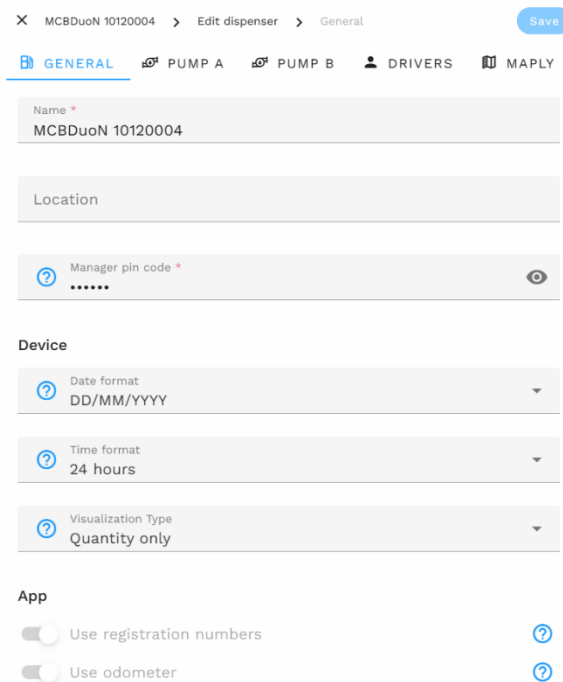 MCBDuoN 10120004 > Edit dispenser > General Save
GENERAL PUMP A PUMP B DRIVERS MAPLY
Name *
MCBDuoN 10120004
Location
Manager pin code *
••••••
Device
Date format
DD/MM/YYYY
Time format
24 hours
Visualization Type
Quantity only
App
Use registration numbers
Use odometer